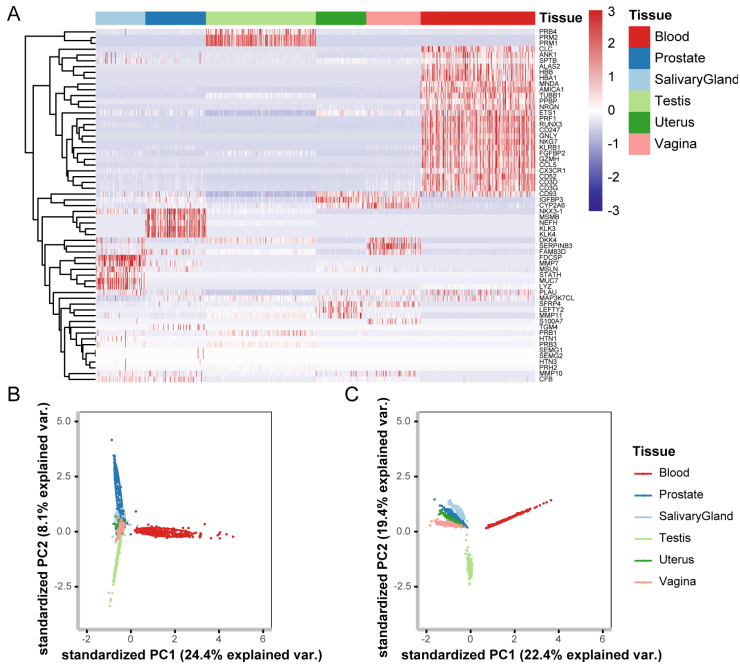 A
Tissue
PRB4
PRM2
PRM1
CLC
ANK1
SPTB
ALAS2
HBB
HBA1
MNDA
AMICA1
TUBB1
PPBP
NRGN
ETS1
PRF1
RUNX3
CD247
GNLY
NKG7
KLRB1
FGFBP2
GZMH
CCL5
CX3CR1
CD52
CD3D
CD3G
CD93
IGFBP3
CYP2A6
NKX3-1
MSMB
NEFH
KLK3
KLK4
DKK4
SERPINB3
FAM83D
FDCSP
MMP7
MSLN
STATH
MUC7
LYZ
PLAU
MAP3K7CL
SFRP4
LEFTY2
MMP11
S100A7
TGM4
PRB1
HTN1
PRB3
SEMG1
SEMG2
HTN3
PRH2
MMP10
CFB
3
2
1
0
-1
-2
-3
Tissue
Blood
Prostate
SalivaryGland
Testis
Uterus
Vagina
B
standardized PC2 (8.1% explained var.)
5.0
2.5
0.0
-2.5
-2
0
2
4
6
standardized PC1 (24.4% explained var.)
C
standardized PC2 (19.4% explained var.)
5.0
2.5
0.0
-2.5
-2
0
2
4
6
standardized PC1 (22.4% explained var.)
Tissue
Blood
Prostate
SalivaryGland
Testis
Uterus
Vagina